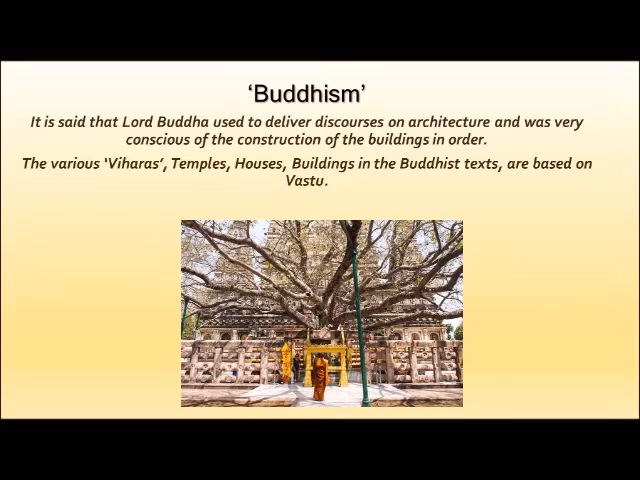 ‘Buddhism’
It is said that Lord Buddha used to deliver discourses on architecture and was very
conscious of the construction of the buildings in order.
The various ‘Viharas’, Temples, Houses, Buildings in the Buddhist texts, are based on
Vastu.